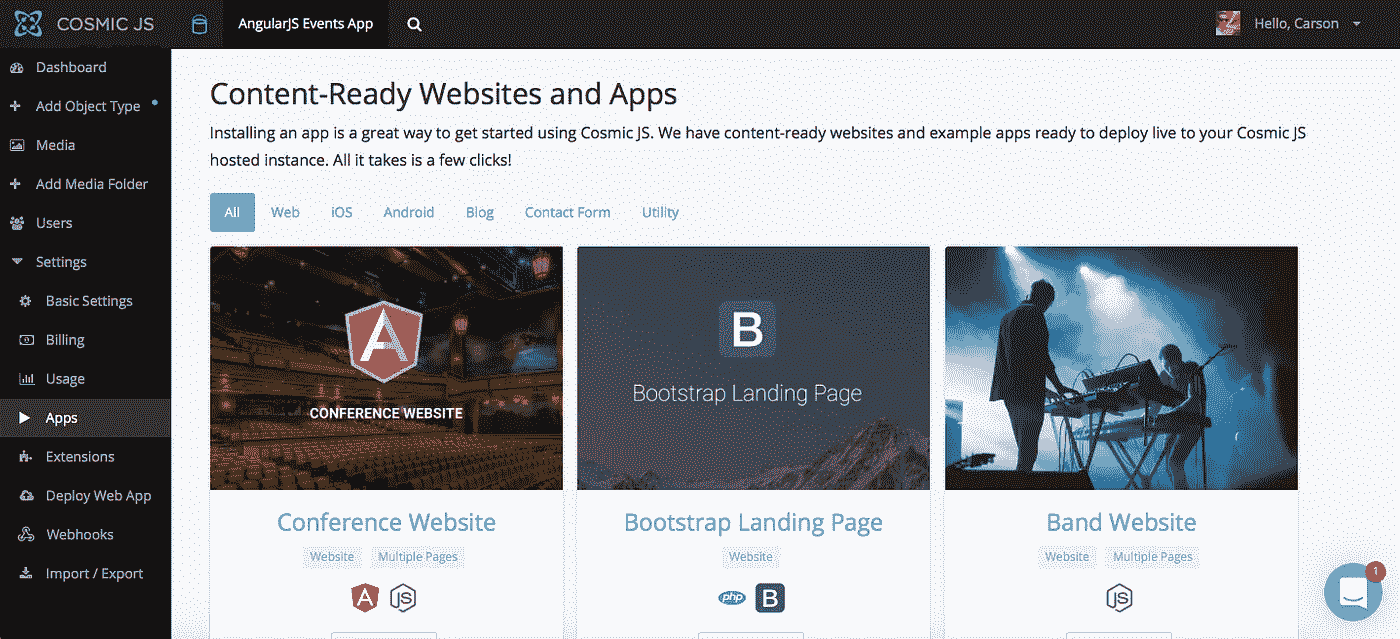 COSMIC JS
AngularJS Events App
Hello, Carson
Dashboard
Add Object Type
Media
Add Media Folder
Users
Settings
Basic Settings
Billing
Usage
Apps
Extensions
Deploy Web App
Webhooks
Import / Export
Content-Ready Websites and Apps
Installing an app is a great way to get started using Cosmic JS. We have content-ready websites and example apps ready to deploy live to your Cosmic JS
hosted instance. All it takes is a few clicks!
All Web iOS Android Blog Contact Form Utility
A
CONFERENCE WEBSITE
Conference Website
Website Multiple Pages
A JS
B
Bootstrap Landing Page
Bootstrap Landing Page
Website
php B
Band Website
Website Multiple Pages
JS
1